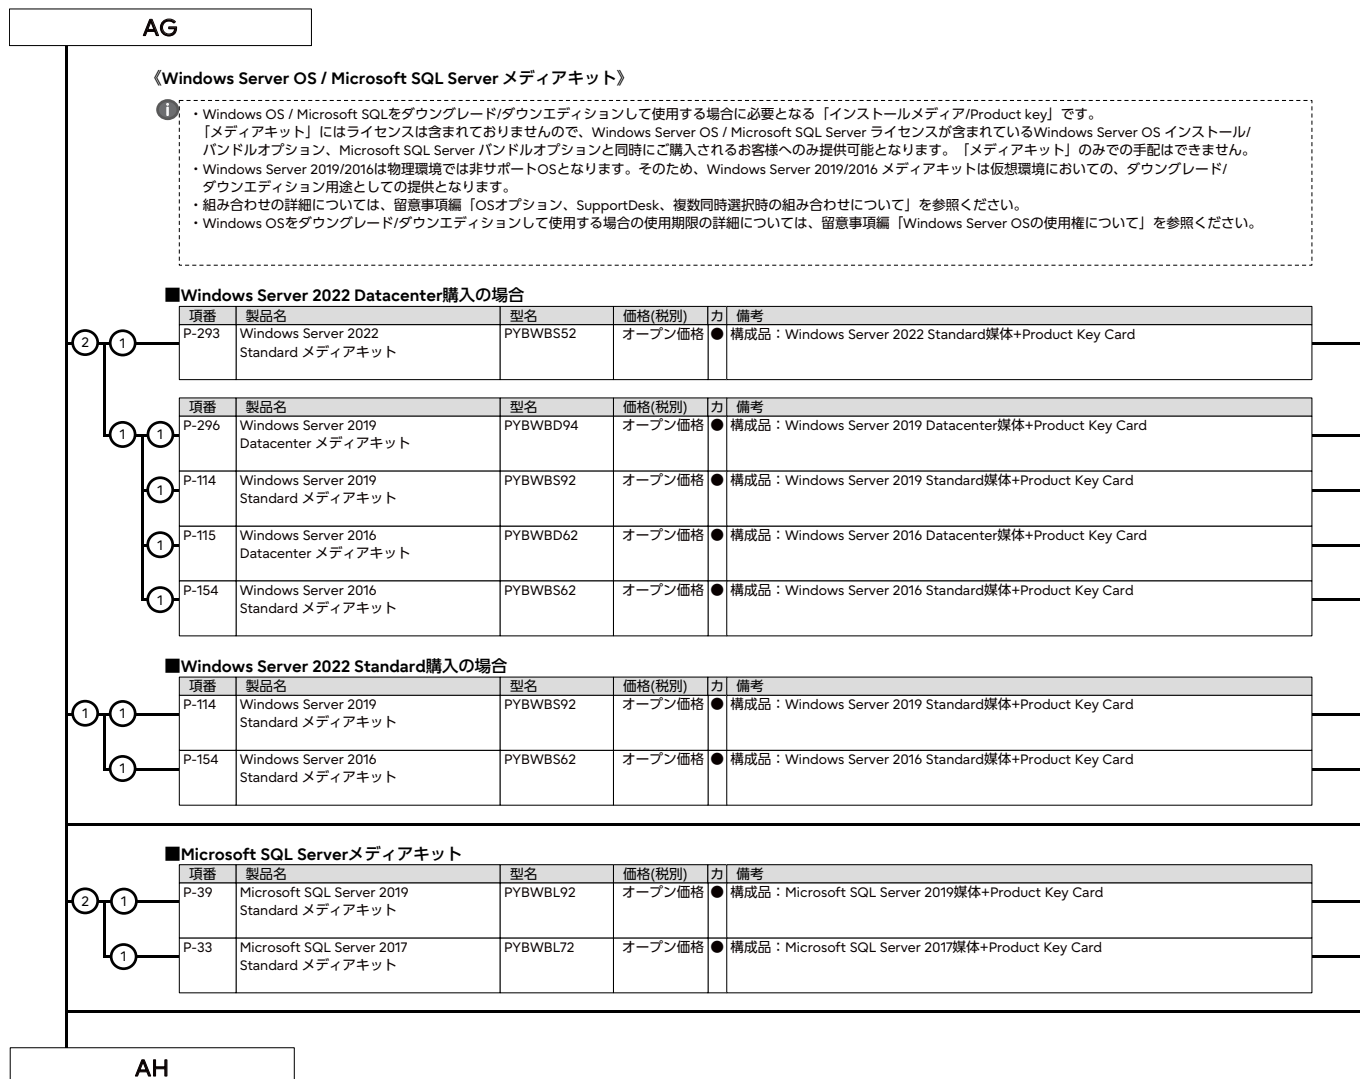 AG
《Windows Server OS / Microsoft SQL Server メディアキット》
・Windows OS / Microsoft SQLをダウングレード/ダウンエディションして使用する場合に必要となる「インストールメディア/Product key」です。
「メディアキット」にはライセンスは含まれておりませんので、Windows Server OS / Microsoft SQL Server ライセンスが含まれているWindows Server OS インストール/
バンドルオプション、Microsoft SQL Server バンドルオプションと同時にご購入されるお客様へのみ提供可能となります。「メディアキット」のみでの手配はできません。
・Windows Server 2019/2016は物理環境では非サポートOSとなります。そのため、Windows Server 2019/2016 メディアキットは仮想環境においての、ダウングレード/
ダウンエディション用途としての提供となります。
・組み合わせの詳細については、留意事項編「OSオプション、SupportDesk、複数同時選択時の組み合わせについて」を参照ください。
・Windows OSをダウングレード/ダウンエディションして使用する場合の使用期限の詳細については、留意事項編「Windows Server OSの使用権について」を参照ください。
■Windows Server 2022 Datacenter購入の場合
項番 製品名 型名 価格(税別) カ 備考
2 1 P-293 Windows Server 2022 PYBWBS52 オープン価格 ● 構成品：Windows Server 2022 Standard媒体+Product Key Card
Standard メディアキット
項番 製品名 型名 価格(税別) カ 備考
1 1 P-296 Windows Server 2019 PYBWBD94 オープン価格 ● 構成品：Windows Server 2019 Datacenter媒体+Product Key Card
Datacenter メディアキット
1 P-114 Windows Server 2019 PYBWBS92 オープン価格 ● 構成品：Windows Server 2019 Standard媒体+Product Key Card
Standard メディアキット
1 P-115 Windows Server 2016 PYBWBD62 オープン価格 ● 構成品：Windows Server 2016 Datacenter媒体+Product Key Card
Datacenter メディアキット
1 P-154 Windows Server 2016 PYBWBS62 オープン価格 ● 構成品：Windows Server 2016 Standard媒体+Product Key Card
Standard メディアキット
■Windows Server 2022 Standard購入の場合
項番 製品名 型名 価格(税別) カ 備考
1 1 P-114 Windows Server 2019 PYBWBS92 オープン価格 ● 構成品：Windows Server 2019 Standard媒体+Product Key Card
Standard メディアキット
1 P-154 Windows Server 2016 PYBWBS62 オープン価格 ● 構成品：Windows Server 2016 Standard媒体+Product Key Card
Standard メディアキット
■Microsoft SQL Serverメディアキット
項番 製品名 型名 価格(税別) カ 備考
2 1 P-39 Microsoft SQL Server 2019 PYBWBL92 オープン価格 ● 構成品：Microsoft SQL Server 2019媒体+Product Key Card
Standard メディアキット
1 P-33 Microsoft SQL Server 2017 PYBWBL72 オープン価格 ● 構成品：Microsoft SQL Server 2017媒体+Product Key Card
Standard メディアキット
AH